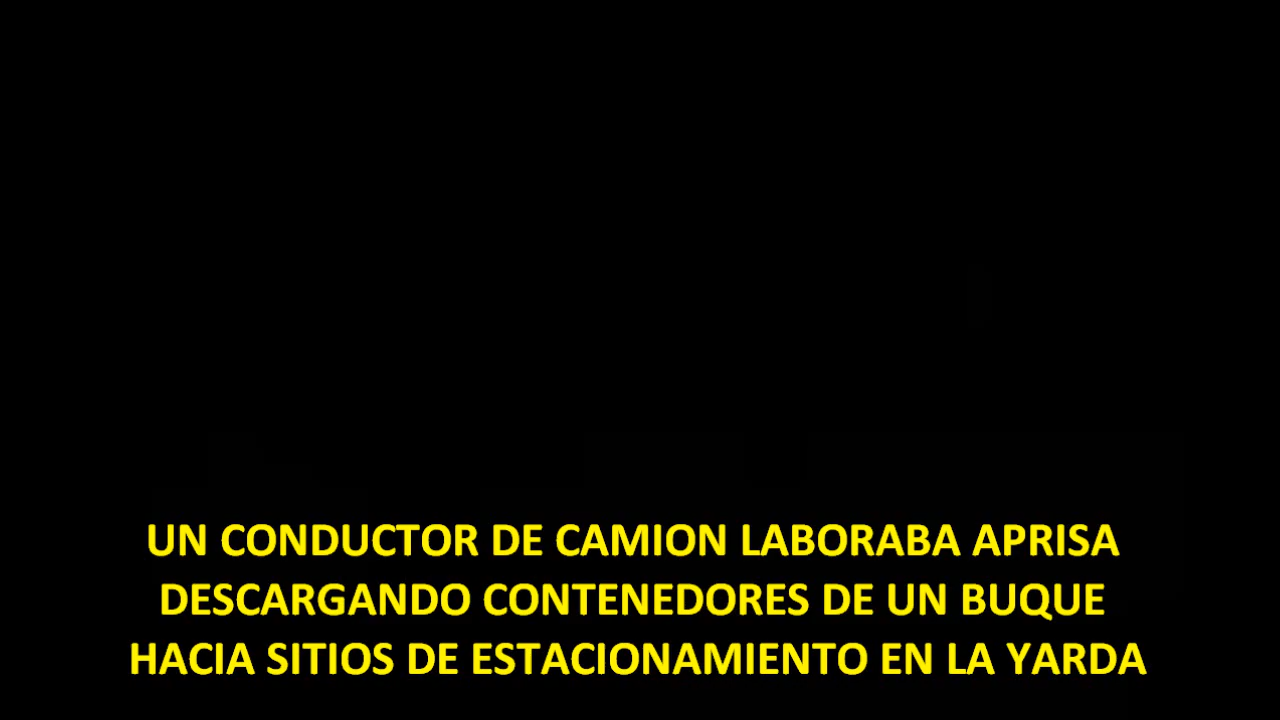 UN CONDUCTOR DE CAMION LABORABA APRISA
DESCARGANDO CONTENEDORES DE UN BUQUE
HACIA SITIOS DE ESTACIONAMIENTO EN LA YARDA